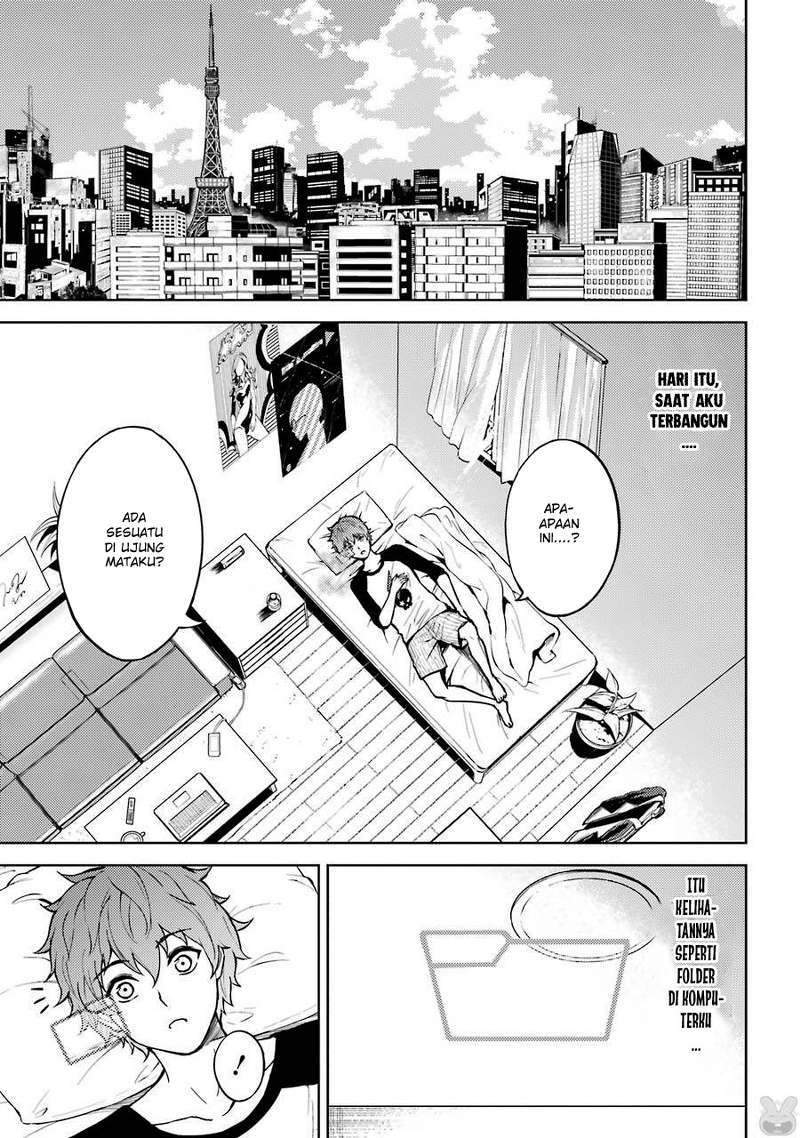 HARI ITU,
SAAT AKU
TERBANGUN
....
APA-
APAAN
INI....?
ADA
SESUATU
DI UJUNG
MATAKU?
ITU
KELIHA-
TANNYA
SEPERTI
FOLDER
DI KOMPU-
TERKU
...
!